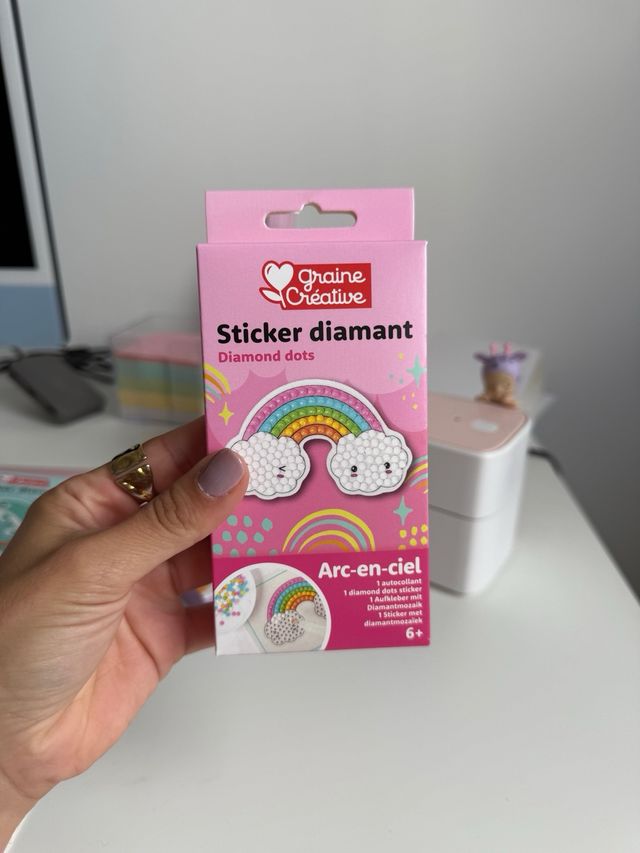 graine
Créative
Sticker diamant
Diamond dots
Arc-en-ciel
1 autocollant
1 diamond dots sticker
1 Aufkleber mit
Diamantmozaik
1 Sticker met
diamantmozaïek
6+